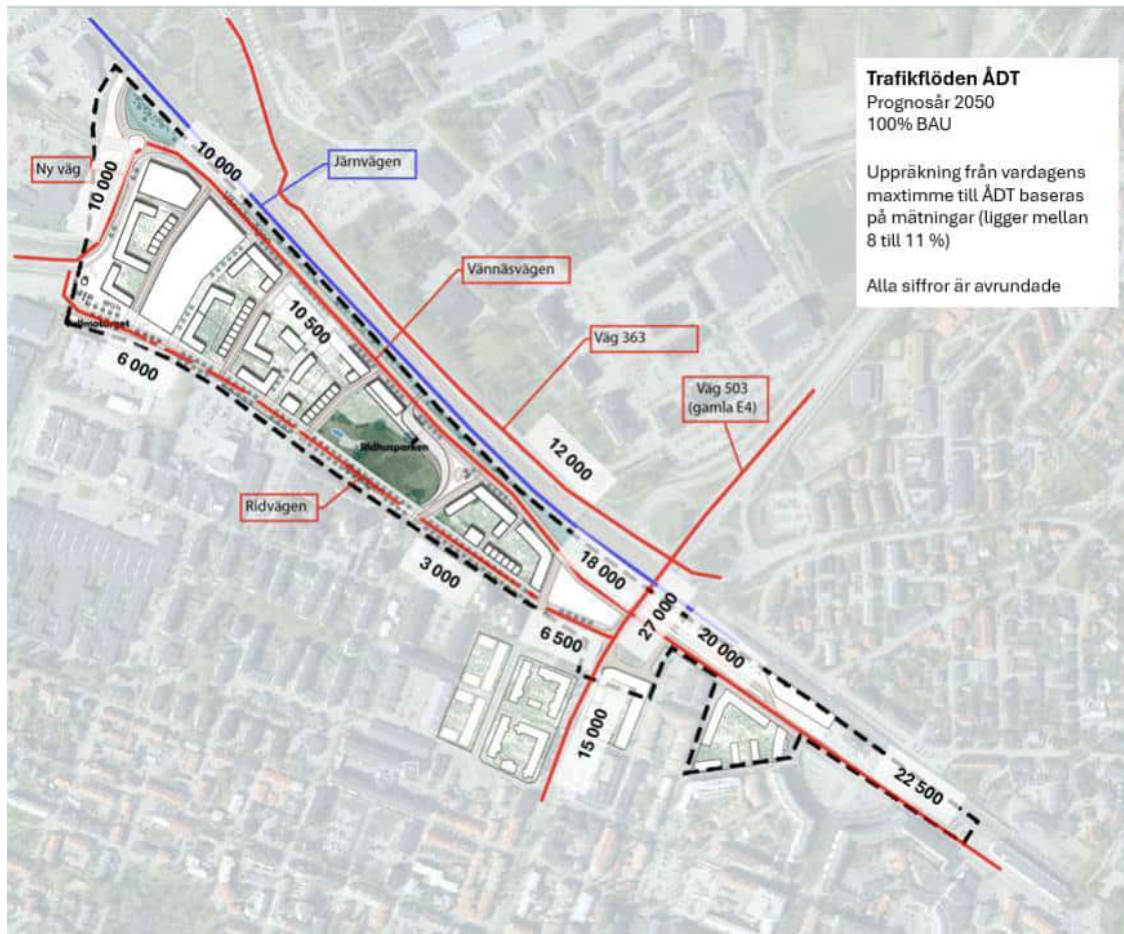 Trafikflöden ÅDT
Prognosår 2050
100% BAU
Uppräkning från vardagens
maxtimme till ÅDT baseras
på mätningar (ligger mellan
8 till 11 %)
Alla siffror är avrundade
10 000
Järnvägen
Ny väg
10 000
Vännäsvägen
10 500
Väg 363
6 000
Väg 503
(gamla E4)
12 000
Ridhusparken
Ridvägen
3 000
18 000
27 000
6 500
20 000
15 000
22 500